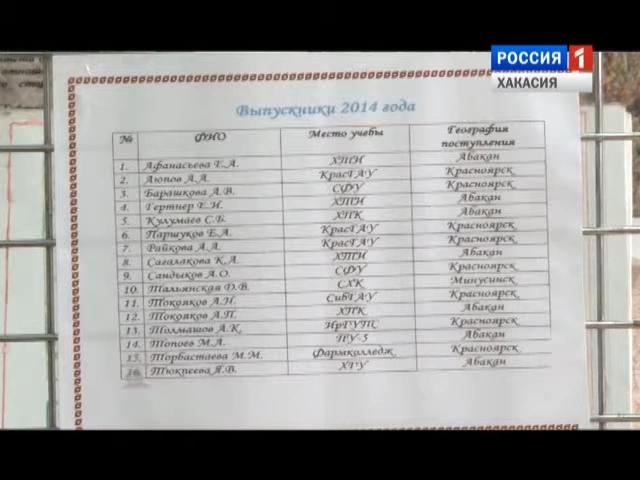 РОССИЯ 1
ХАКАСИЯ
Выпускники 2014 года
№ ФИО Место учебы География поступления
1. Афанасьева Е.А. ХТИ Абакан
2. Аюпов А.А. КрасГАУ Красноярск
3. Барашкова А.В. СФУ Красноярск
4. Гертнер Е.И. ХТИ Абакан
5. Кулумаев С.Б. ХПК Абакан
6. Паршуков Е.А. КрасГАУ Красноярск
7. Райкова А.А. КрасГАУ Красноярск
8. Сагалакова К.А. ХТИ Абакан
9. Сандыков А.О. СФУ Красноярск
10. Тальянская D.В. СХК Минусинск
11. Токояков А.Н. СибГАУ Красноярск
12. Токояков А.П. ХПК Абакан
13. Толмашов А.К. ИрГУТ Красноярск
14. Топоев М.А. ПУ-5 Абакан
15. Торбастаева М.М. Фармколледж Красноярск
16. Тюкпеева Я.В. ХГУ Абакан